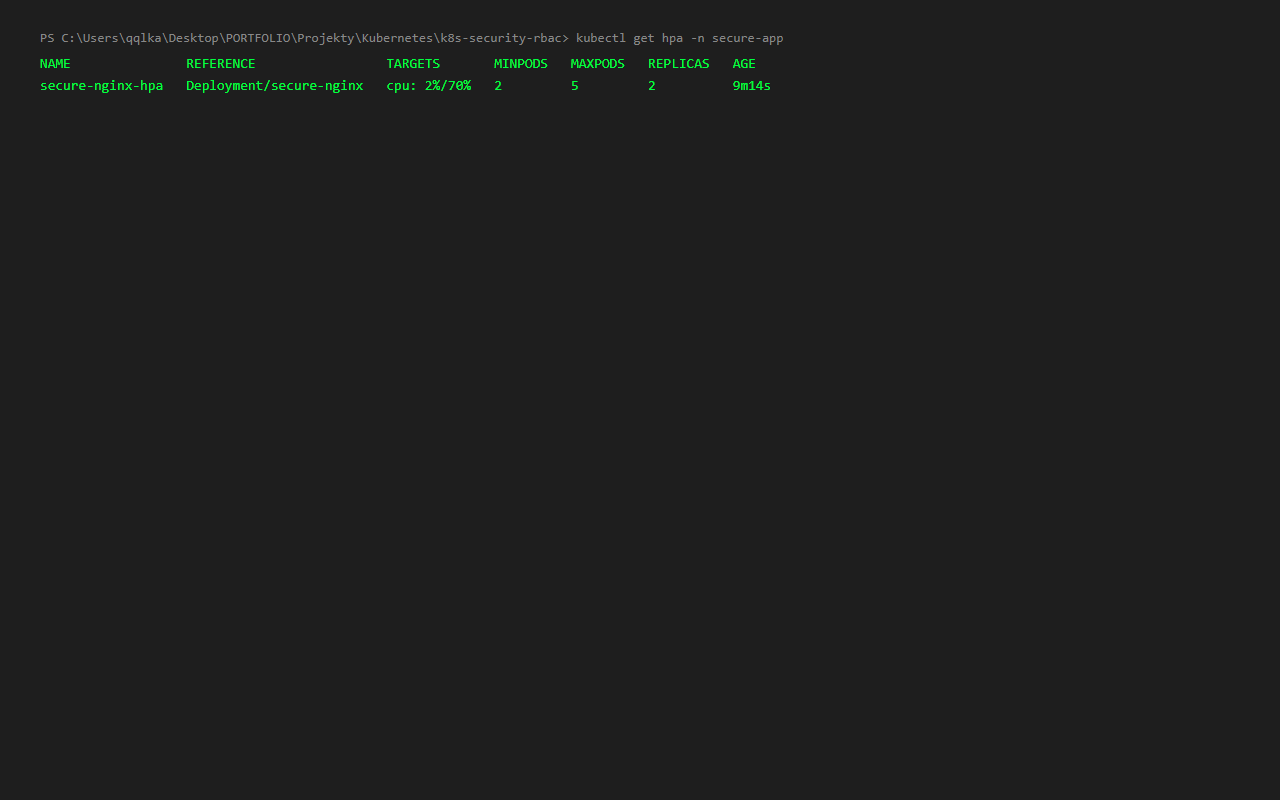 PS C:\Users\qqlka\Desktop\PORTFOLIO\Projekty\Kubernetes\k8s-security-rbac> kubectl get hpa -n secure-app
NAME               REFERENCE                 TARGETS       MINPODS   MAXPODS   REPLICAS   AGE
secure-nginx-hpa   Deployment/secure-nginx   cpu: 2%/70%   2         5         2          9m14s